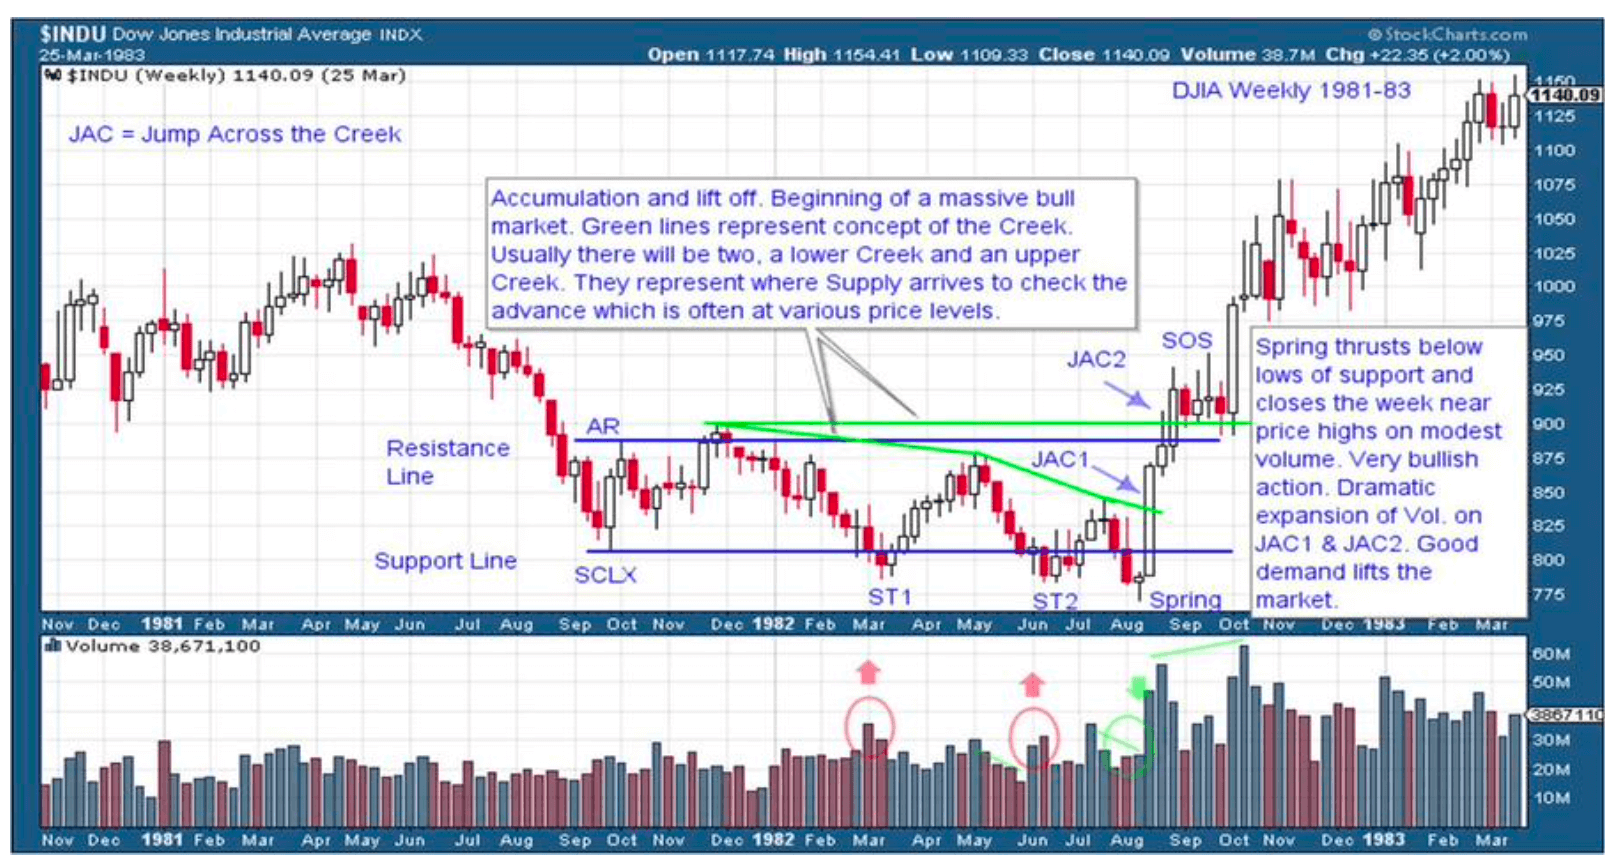 $INDU Dow Jones Industrial Average INDX
© StockCharts.com
25-Mar-1983
Open 1117.74 High 1154.41 Low 1109.33 Close 1140.09 Volume 38.7M Chg +22.35 (+2.00%)
$INDU (Weekly) 1140.09 (25 Mar)
DJIA Weekly 1981-83
JAC = Jump Across the Creek
Accumulation and lift off. Beginning of a massive bull
market. Green lines represent concept of the Creek.
Usually there will be two, a lower Creek and an upper
Creek. They represent where Supply arrives to check the
advance which is often at various price levels.
SOS
JAC2
AR
Resistance
Line
JAC1
Support Line
SCLX
ST1
ST2
Spring
Spring thrusts below
lows of support and
closes the week near
price highs on modest
volume. Very bullish
action. Dramatic
expansion of Vol. on
JAC1 & JAC2. Good
demand lifts the
market.
1150
1140.09
1125
1100
1075
1050
1025
1000
975
950
925
900
875
850
825
800
775
Nov Dec 1981 Feb Mar Apr May Jun Jul Aug Sep Oct Nov Dec 1982 Feb Mar Apr May Jun Jul Aug Sep Oct Nov Dec 1983 Feb Mar
Volume 38,671,100
60M
50M
3867110
30M
20M
10M
Nov Dec 1981 Feb Mar Apr May Jun Jul Aug Sep Oct Nov Dec 1982 Feb Mar Apr May Jun Jul Aug Sep Oct Nov Dec 1983 Feb Mar